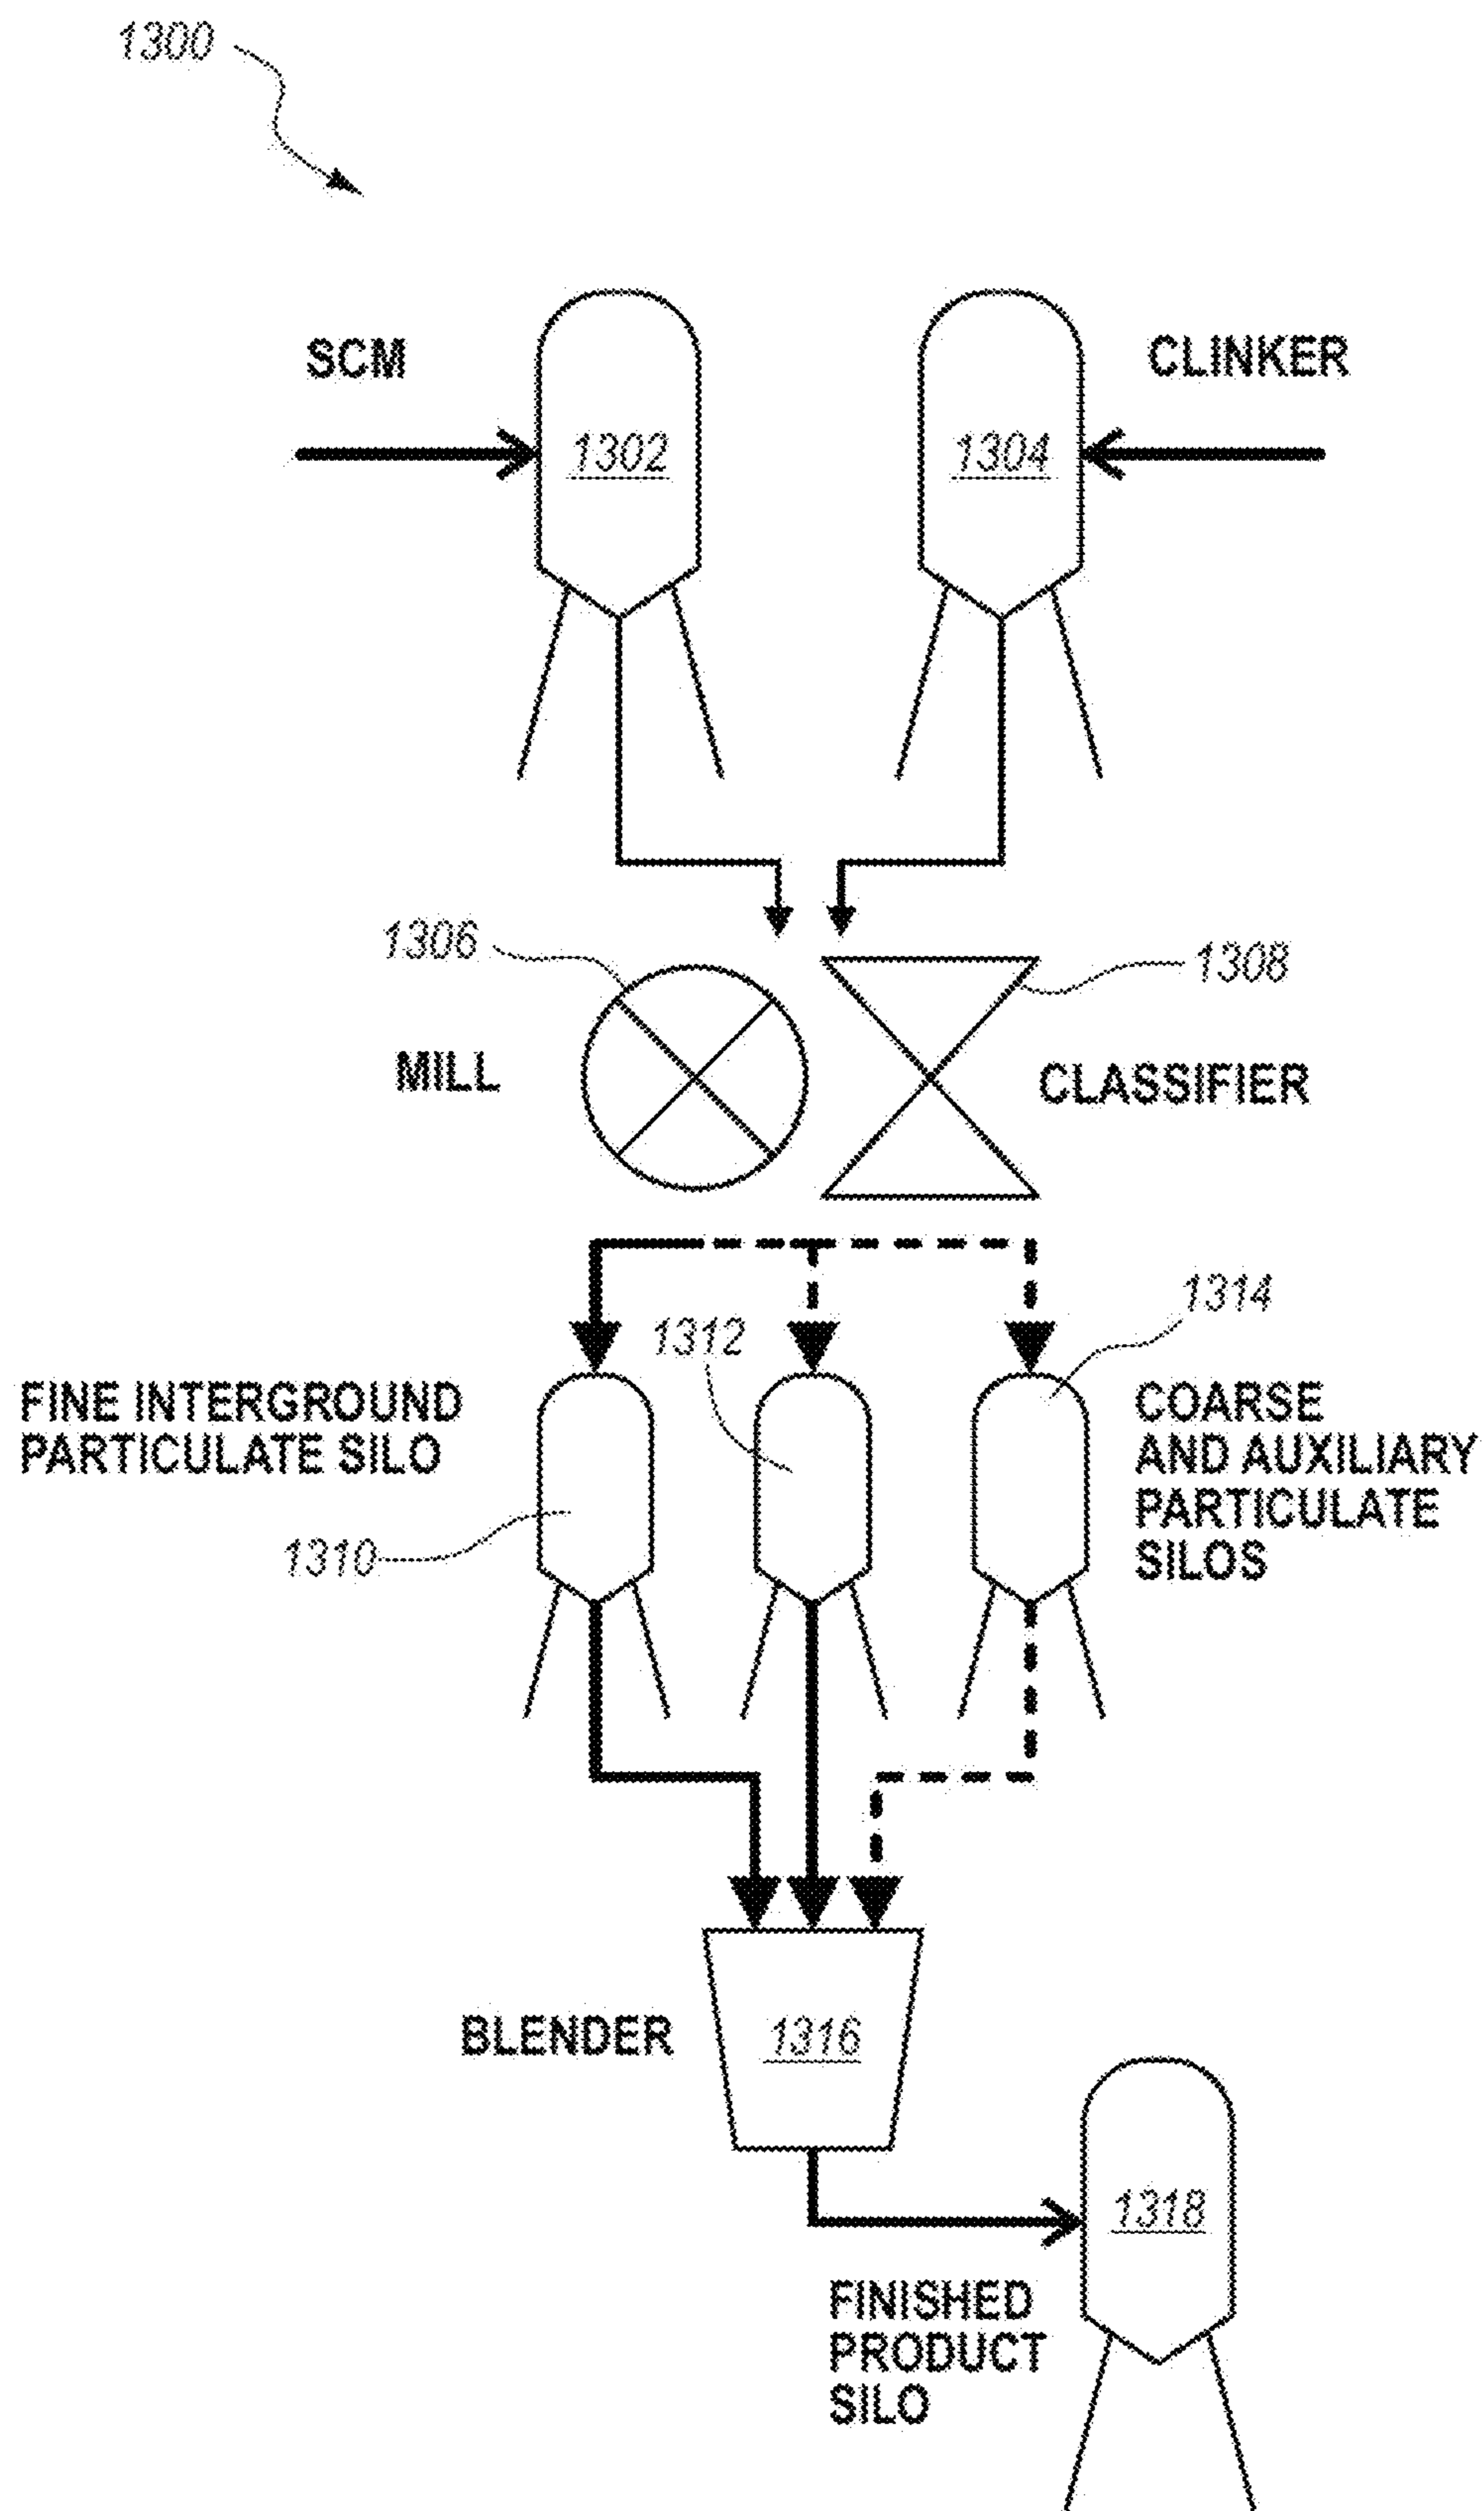 1300
SCM
CLINKER
1302
1304
1306
1308
MILL
CLASSIFIER
1314
1312
FINE INTERGROUND
PARTICULATE SILO
COARSE
AND AUXILIARY
PARTICULATE
SILOS
1310
BLENDER
1316
1318
FINISHED
PRODUCT
SILO